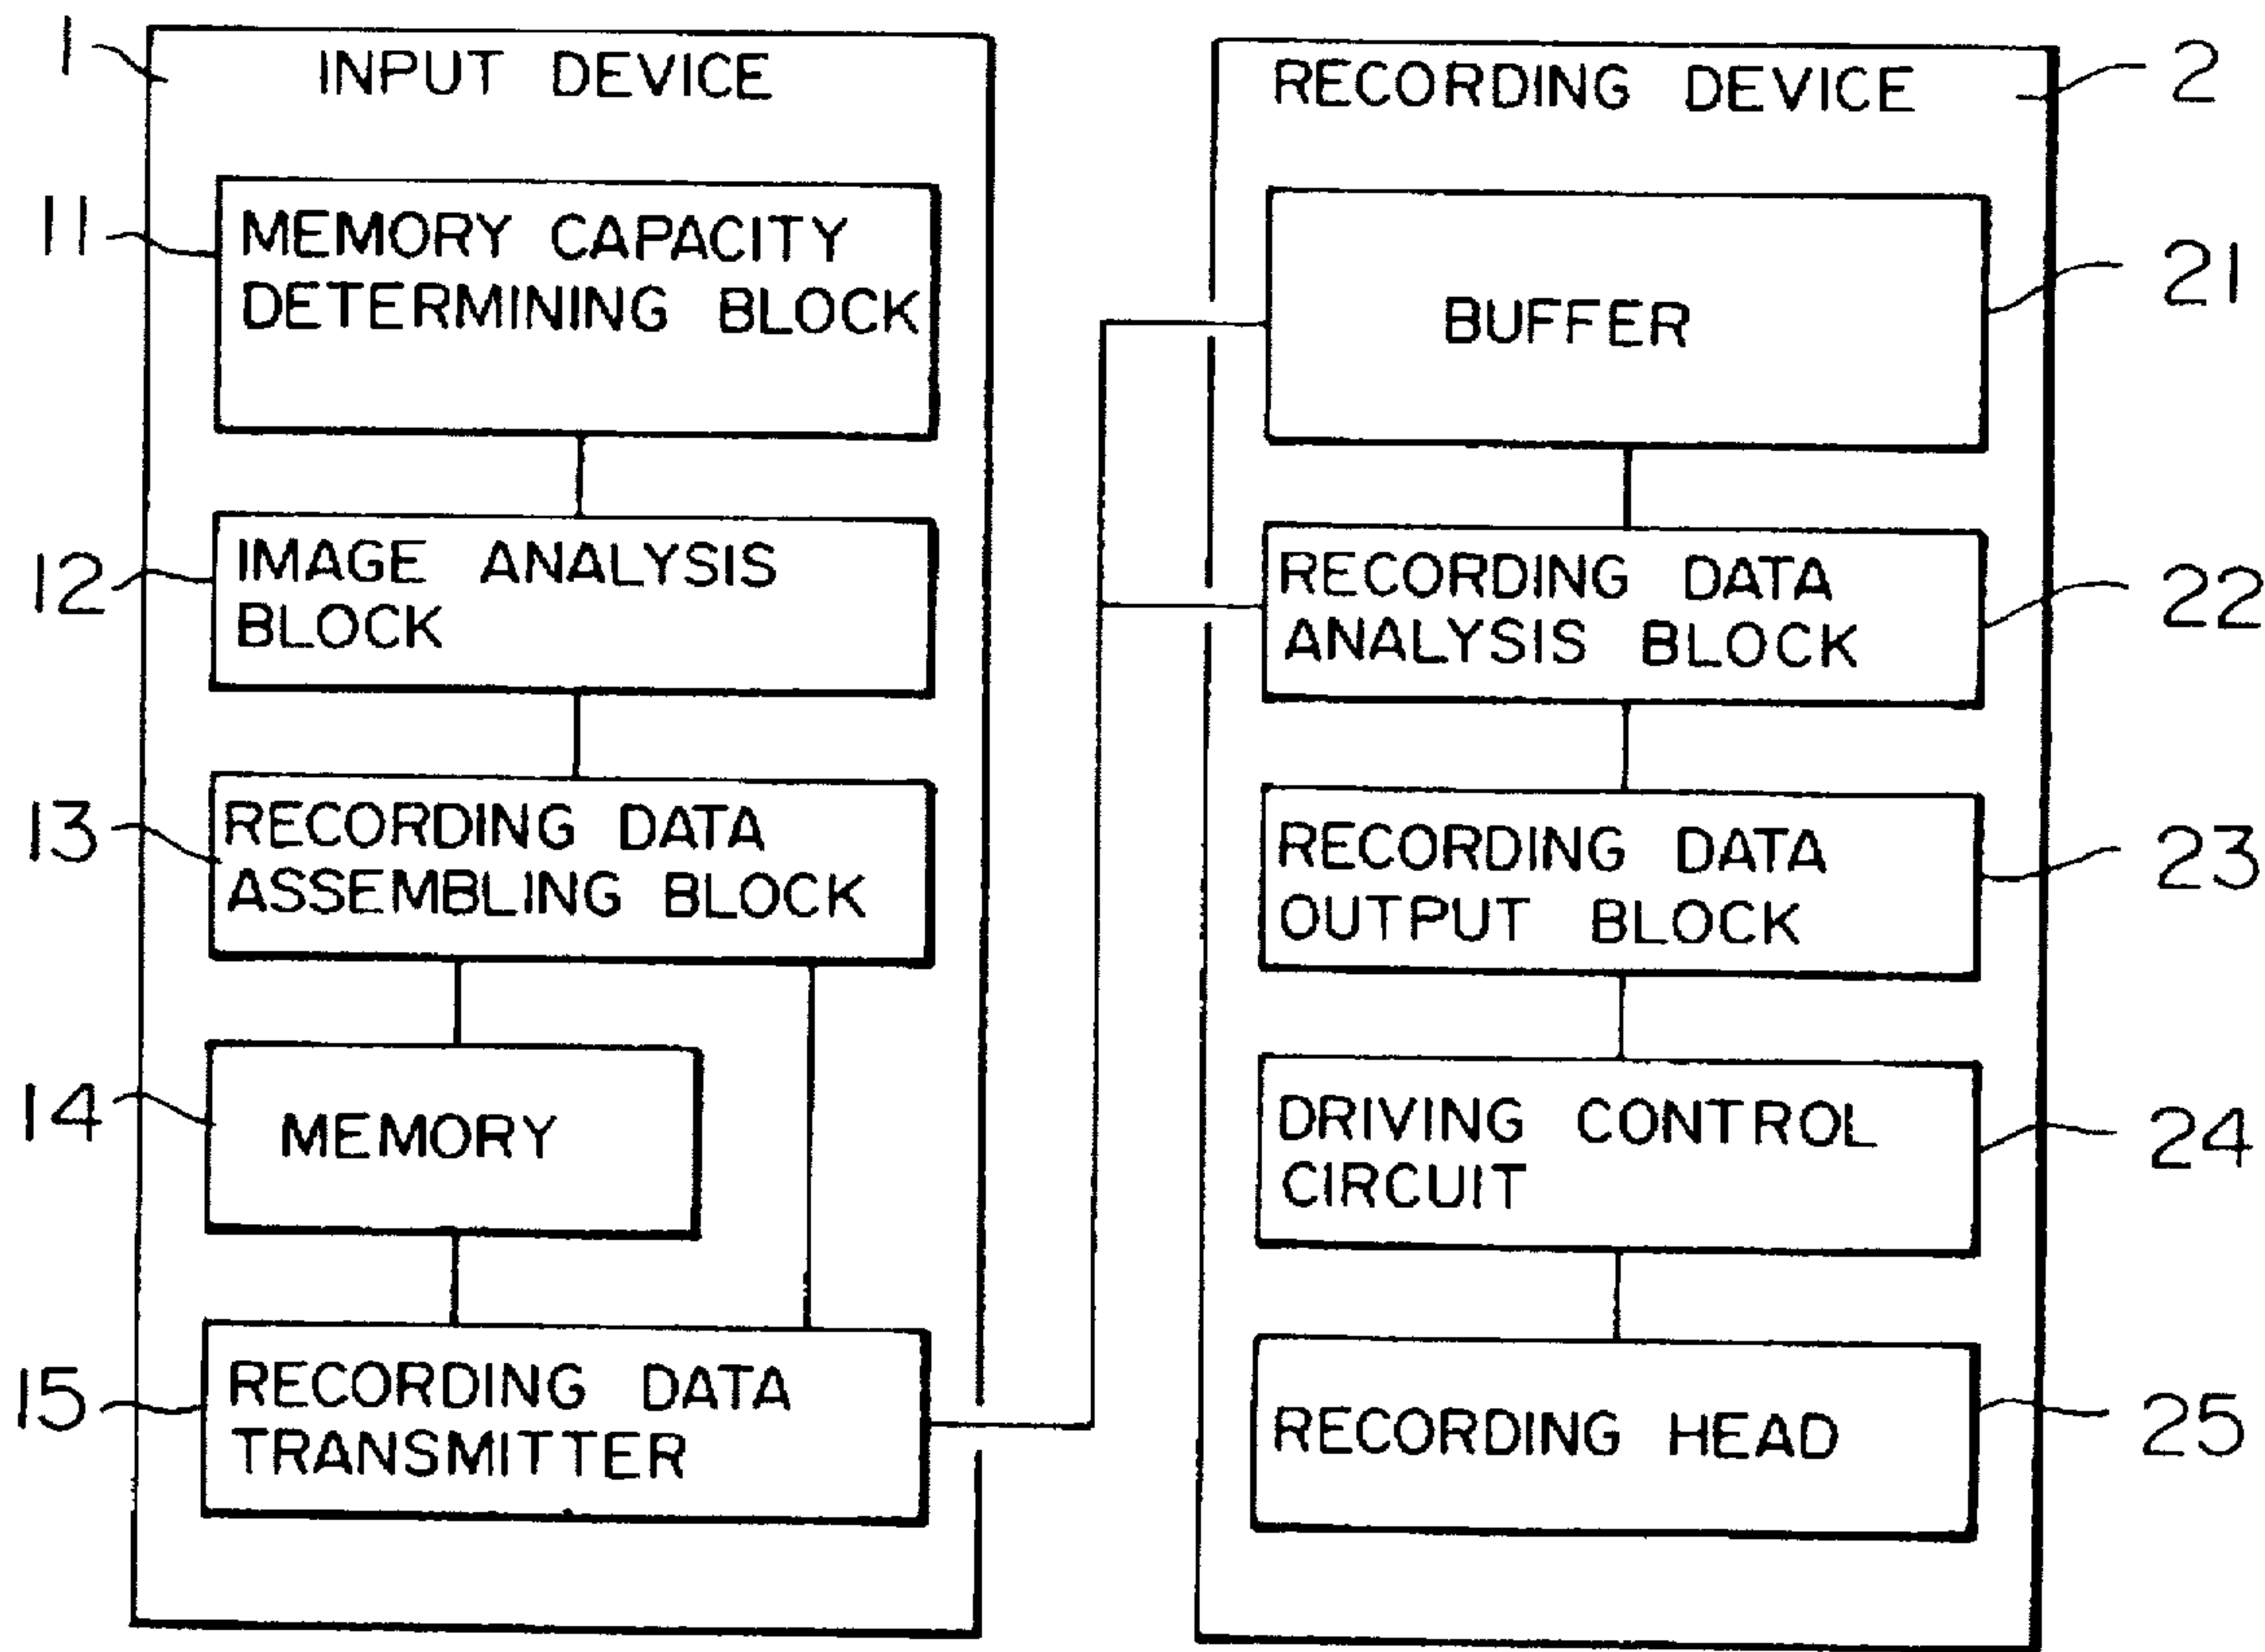 1
INPUT DEVICE
11
MEMORY CAPACITY
DETERMINING BLOCK
12
IMAGE ANALYSIS
BLOCK
13
RECORDING DATA
ASSEMBLING BLOCK
14
MEMORY
15
RECORDING DATA
TRANSMITTER
RECORDING DEVICE
2
BUFFER
21
RECORDING DATA
ANALYSIS BLOCK
22
RECORDING DATA
OUTPUT BLOCK
23
DRIVING CONTROL
CIRCUIT
24
RECORDING HEAD
25